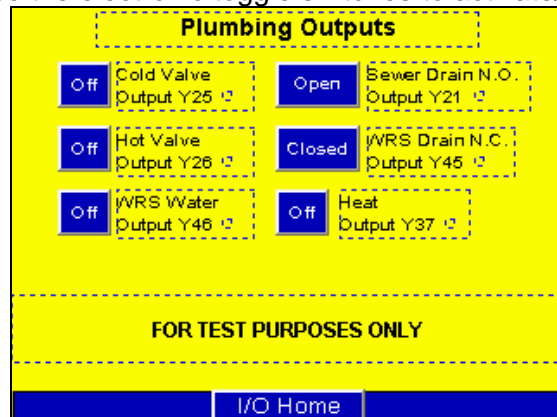 Plumbing Outputs
Off Cold Valve Output Y25
Open Sewer Drain N.O. Output Y21
Off Hot Valve Output Y26
Closed WRS Drain N.C. Output Y45
Off WRS Water Output Y46
Off Heat Output Y37
FOR TEST PURPOSES ONLY
I/O Home